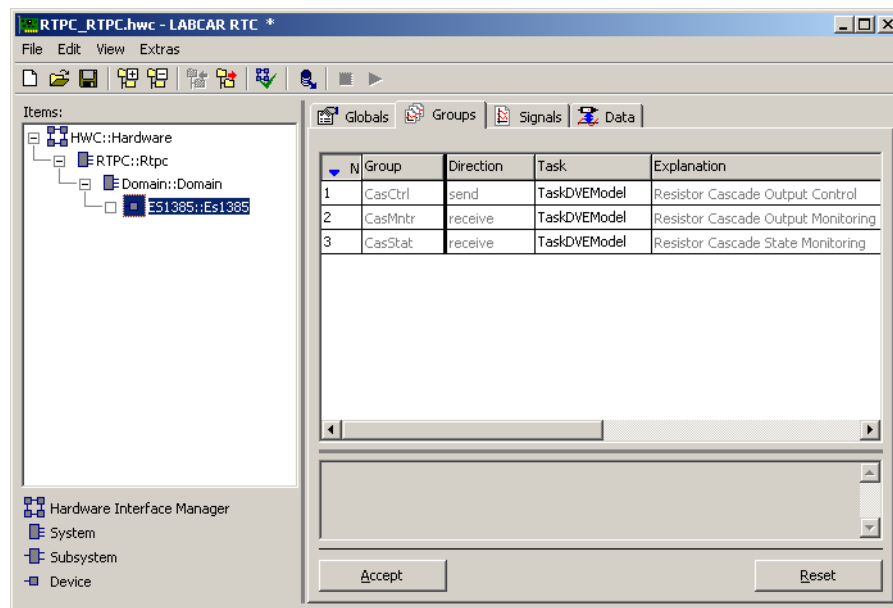 RTPC_RTPC.hwc - LABCAR RTC *
File Edit View Extras
Items:
HWC::Hardware
RTPC::Rtpc
Domain::Domain
ES1385::Es1385
Hardware Interface Manager
System
Subsystem
Device
Globals Groups Signals Data
N Group Direction Task Explanation
1 CasCtrl send TaskDVEModel Resistor Cascade Output Control
2 CasMntr receive TaskDVEModel Resistor Cascade Output Monitoring
3 CasStat receive TaskDVEModel Resistor Cascade State Monitoring
Accept Reset